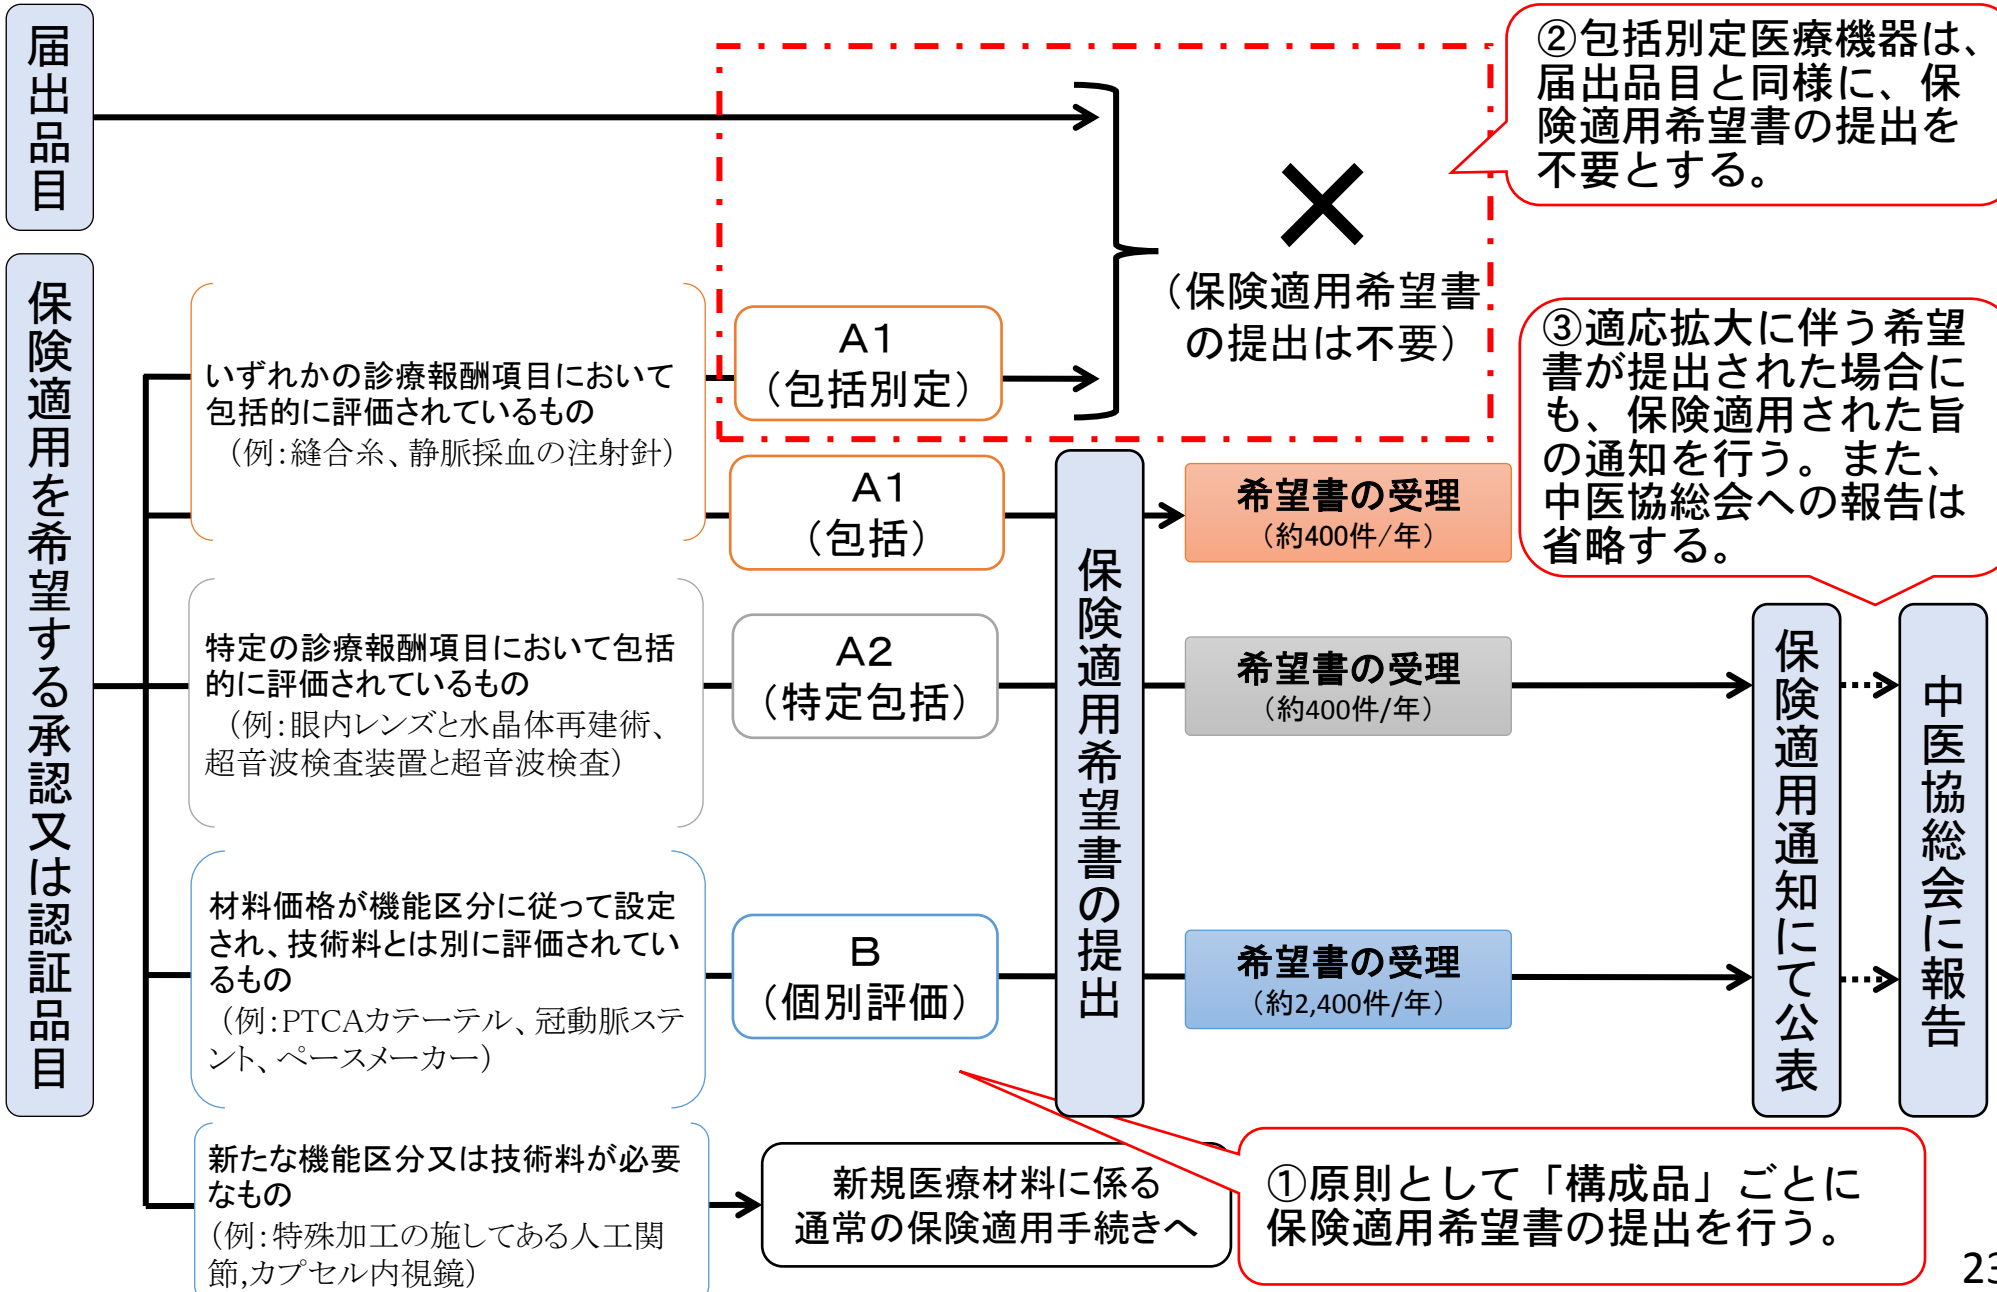 届出品目
②包括別定医療機器は、
届出品目と同様に、保
険適用希望書の提出を
不要とする。
（保険適用希望書
の提出は不要）
保険適用を希望する承認又は認証品目
いずれかの診療報酬項目において
包括的に評価されているもの
（例：縫合糸、静脈採血の注射針）
A1
（包括別定）
A1
（包括）
希望書の受理
（約400件/年）
③適応拡大に伴う希望
書が提出された場合に
も、保険適用された旨
の通知を行う。また、
中医協総会への報告は
省略する。
特定の診療報酬項目において包括
的に評価されているもの
（例：眼内レンズと水晶体再建術、
超音波検査装置と超音波検査）
A2
（特定包括）
保険適用希望書の提出
希望書の受理
（約400件/年）
保険適用通知にて公表
中医協総会に報告
材料価格が機能区分に従って設定
され、技術料とは別に評価されてい
るもの
（例：PTCAカテーテル、冠動脈ステ
ント、ペースメーカー）
B
（個別評価）
希望書の受理
（約2,400件/年）
新たな機能区分又は技術料が必要
なもの
（例：特殊加工の施してある人工関
節,カプセル内視鏡）
新規医療材料に係る
通常の保険適用手続きへ
①原則として「構成品」ごとに
保険適用希望書の提出を行う。
23